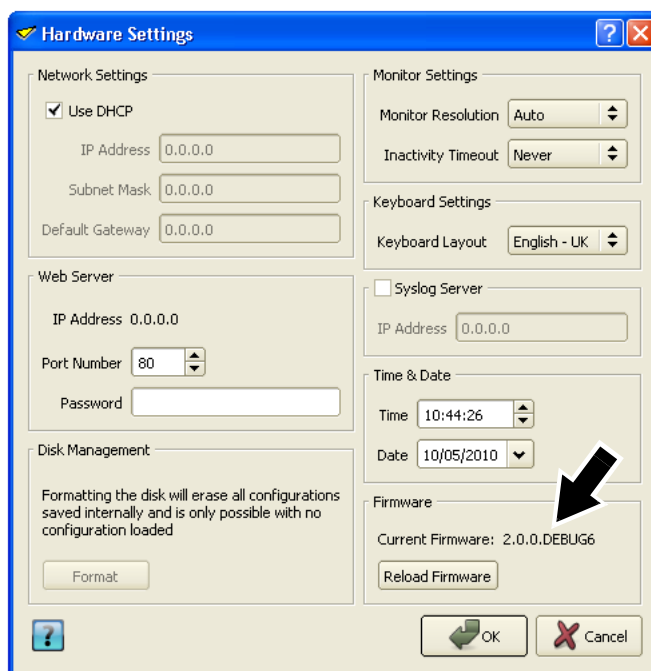 Hardware Settings
?
Network Settings
Use DHCP
IP Address 0.0.0.0
Subnet Mask 0.0.0.0
Default Gateway 0.0.0.0
Web Server
IP Address 0.0.0.0
Port Number 80
Password
Disk Management
Formatting the disk will erase all configurations
saved internally and is only possible with no
configuration loaded
Format
Monitor Settings
Monitor Resolution Auto
Inactivity Timeout Never
Keyboard Settings
Keyboard Layout English - UK
Syslog Server
IP Address 0.0.0.0
Time & Date
Time 10:44:26
Date 10/05/2010
Firmware
Current Firmware: 2.0.0.DEBUG6
Reload Firmware
?
OK
Cancel